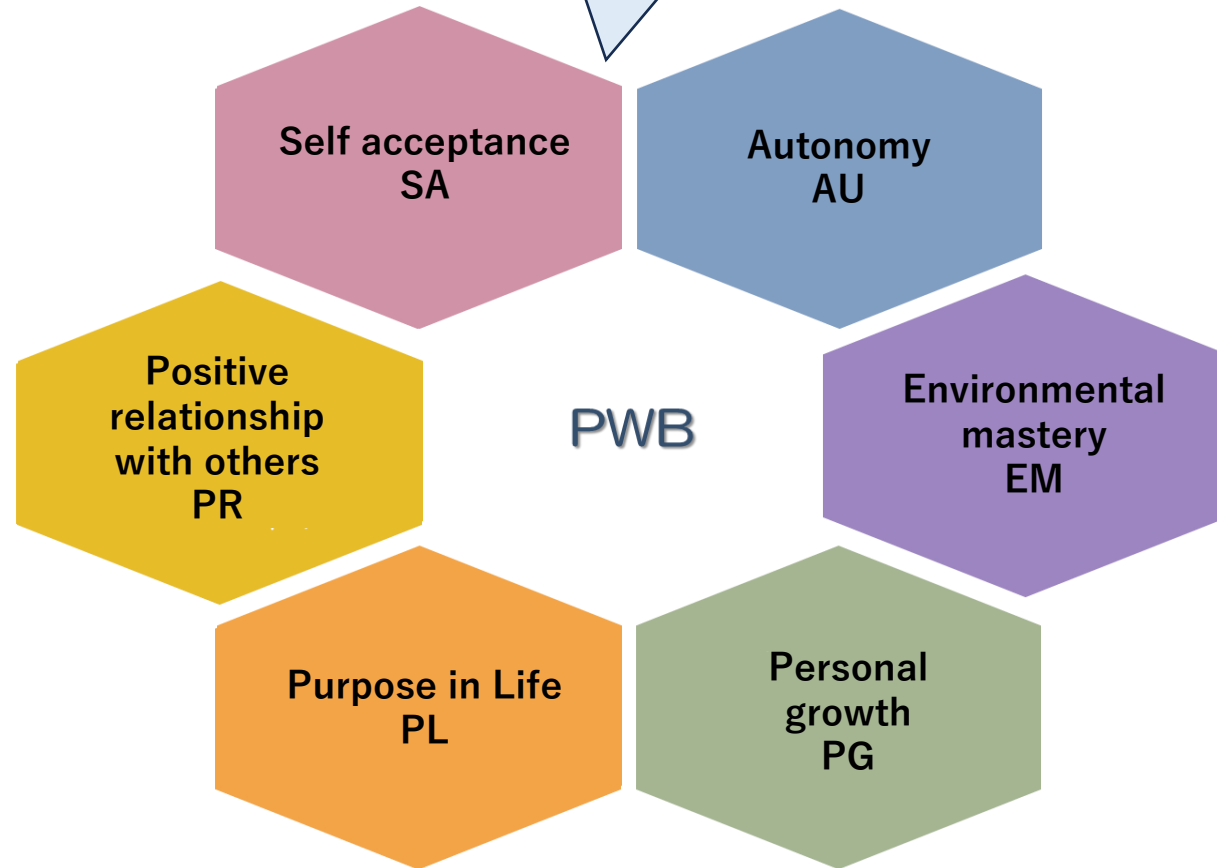 Self acceptance
SA
Autonomy
AU
Positive
relationship
with others
PR
PWB
Environmental
mastery
EM
Purpose in Life
PL
Personal
growth
PG